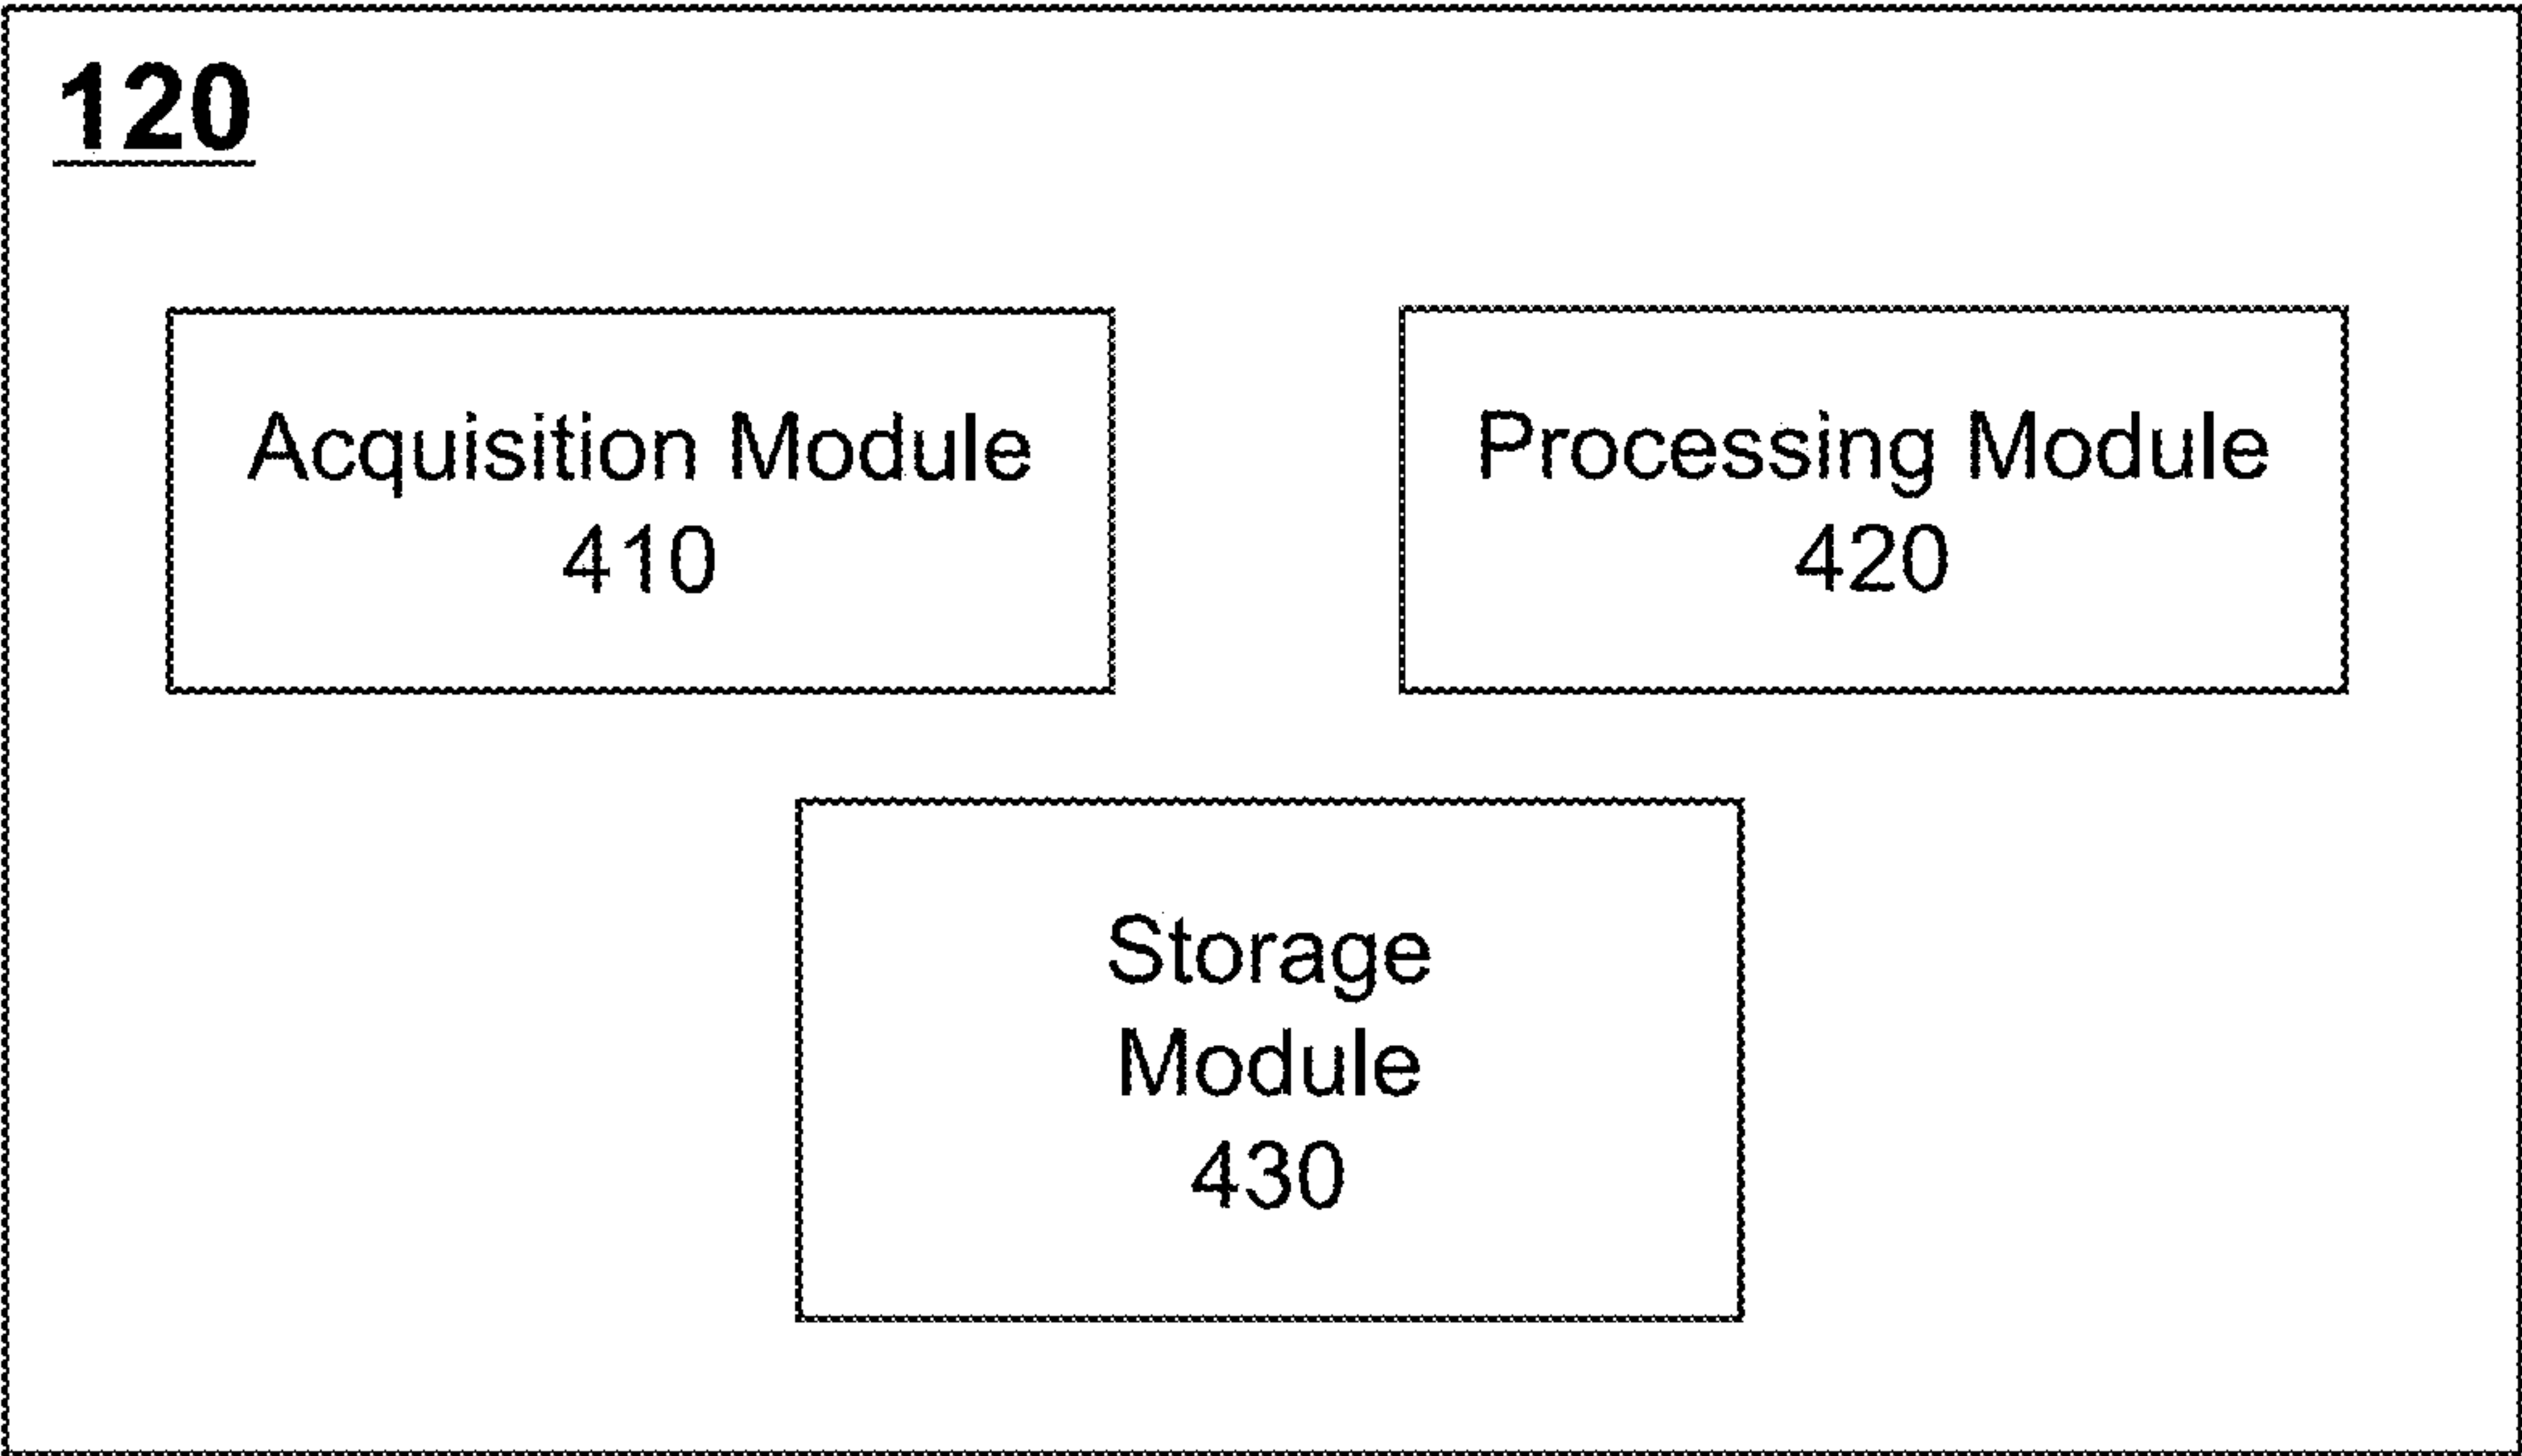 120
Acquisition Module
410
Processing Module
420
Storage
Module
430